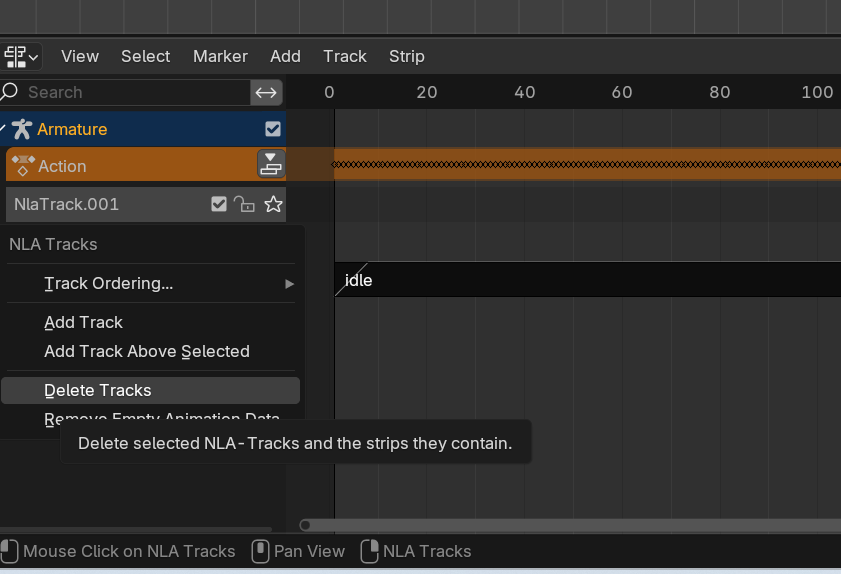 View Select Marker Add Track Strip
Search 0 20 40 60 80 100
Armature
Action
NlaTrack.001
NLA Tracks
Track Ordering...
idle
Add Track
Add Track Above Selected
Delete Tracks
Remove Empty Animation Data
Delete selected NLA-Tracks and the strips they contain.
Mouse Click on NLA Tracks Pan View NLA Tracks